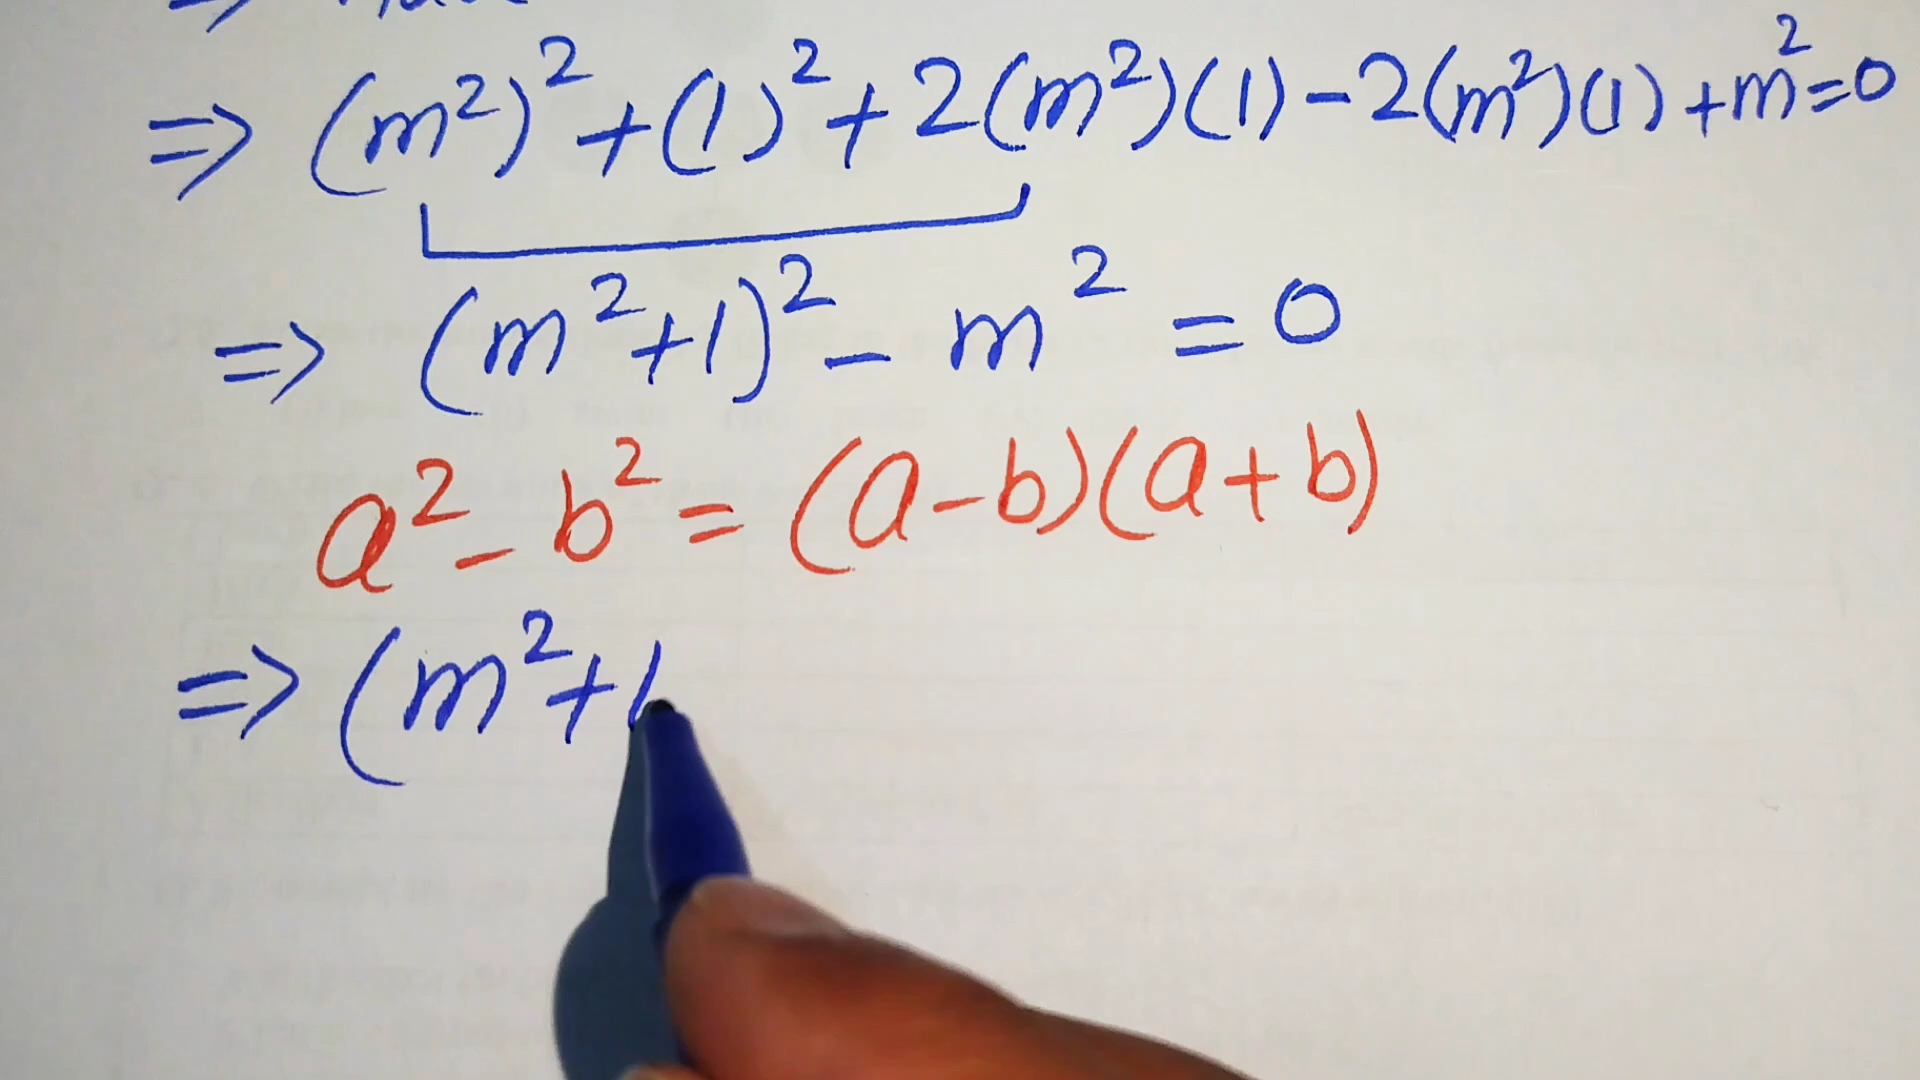 => (m²)² + (1)² + 2(m²)(1) - 2(m²)(1) + m² = 0
=> (m² + 1)² - m² = 0
a² - b² = (a - b)(a + b)
=> (m² + 1